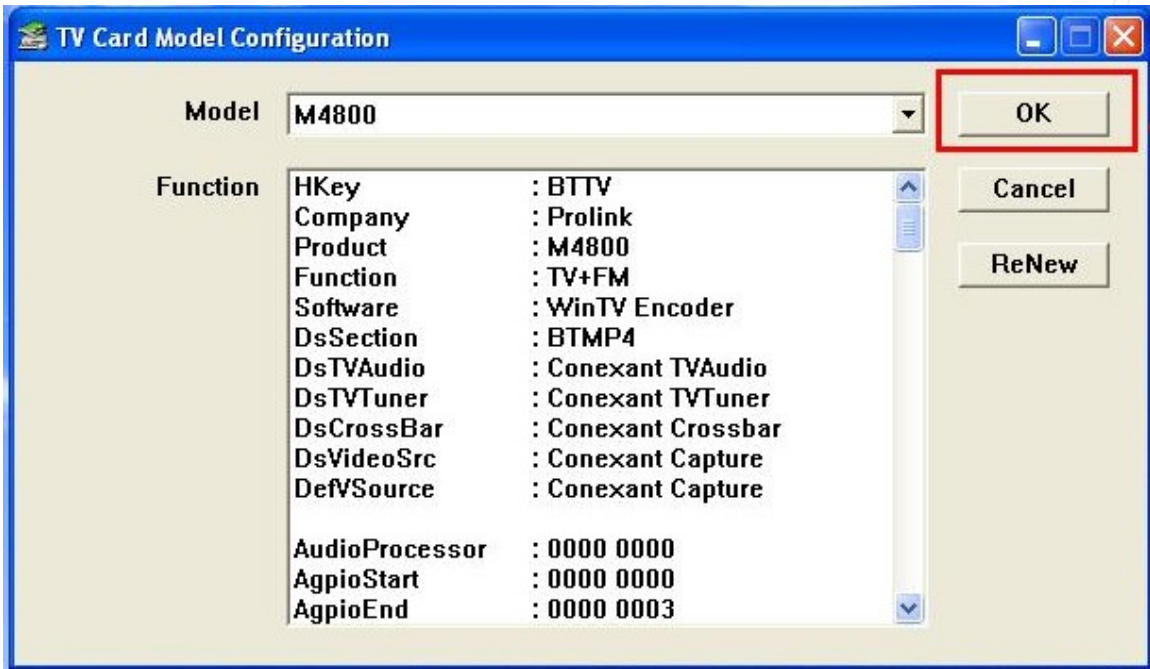 TV Card Model Configuration
Model M4800 OK
Function HKey : BTTV Cancel
Company : Prolink
Product : M4800 ReNew
Function : TV+FM
Software : WinTV Encoder
DsSection : BTMP4
DsTVAudio : Conexant TVAudio
DsTVTuner : Conexant TVTuner
DsCrossBar : Conexant Crossbar
DsVideoSrc : Conexant Capture
DefVSource : Conexant Capture
AudioProcessor : 0000 0000
AgpioStart : 0000 0000
AgpioEnd : 0000 0003